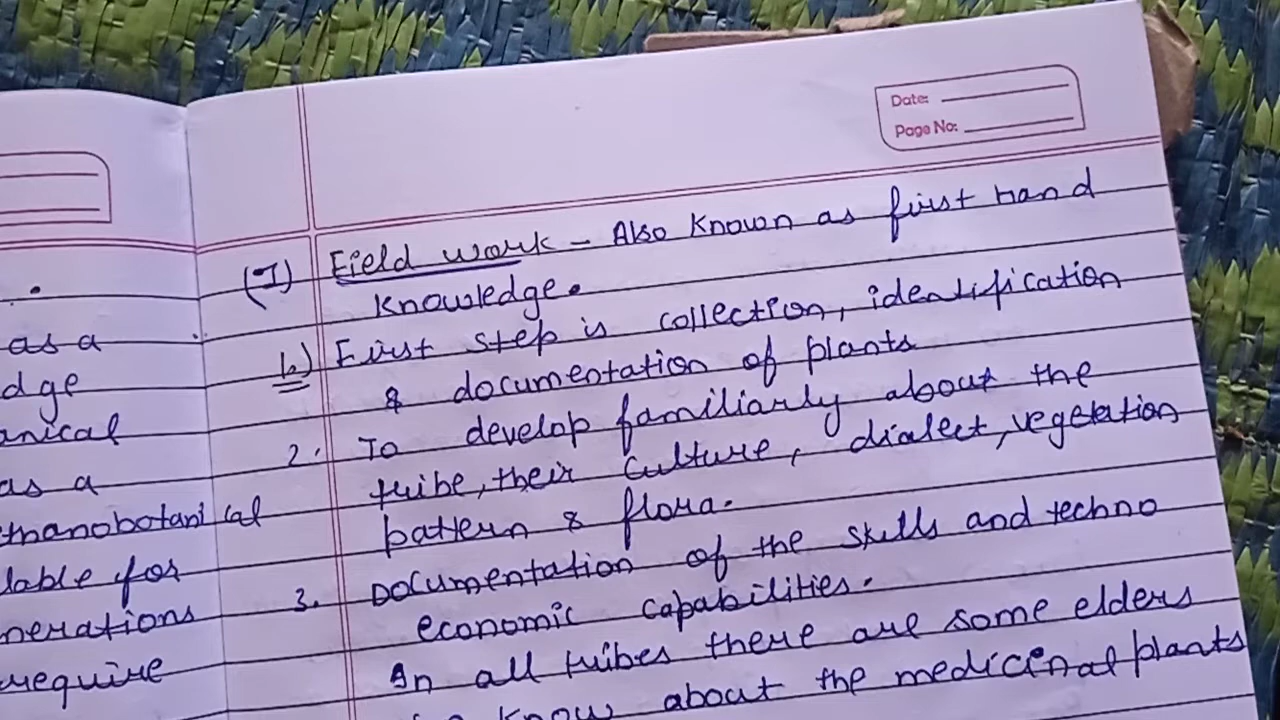 Date:
Page No:
as a
dge
anical
as a
thanobotanical
lable for
nerations
require
(I) Field work - Also Known as first hand
Knowledge.
1.) First step is collection, identification
& documentation of plants
2. To develop familiarly about the
tribe, their culture, dialect, vegetation
pattern & flora.
3. Documentation of the skills and techno
economic capabilities.
In all tribes there are some elders
know about the medicinal plants